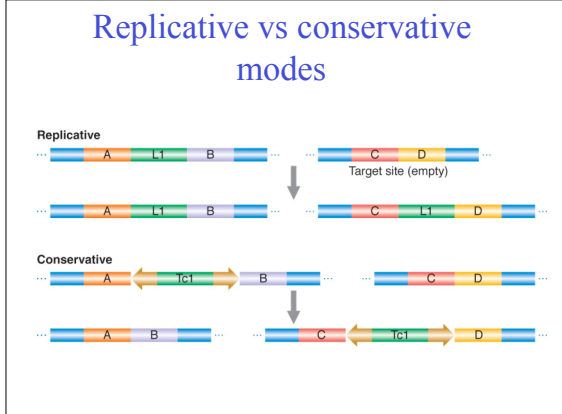 Replicative vs conservative
modes
Replicative
... A L1 B ... ... C D ...
Target site (empty)
... A L1 B ... ... C L1 D ...
Conservative
... A Tc1 B ... ... C D ...
... A B ... ... C Tc1 D ...